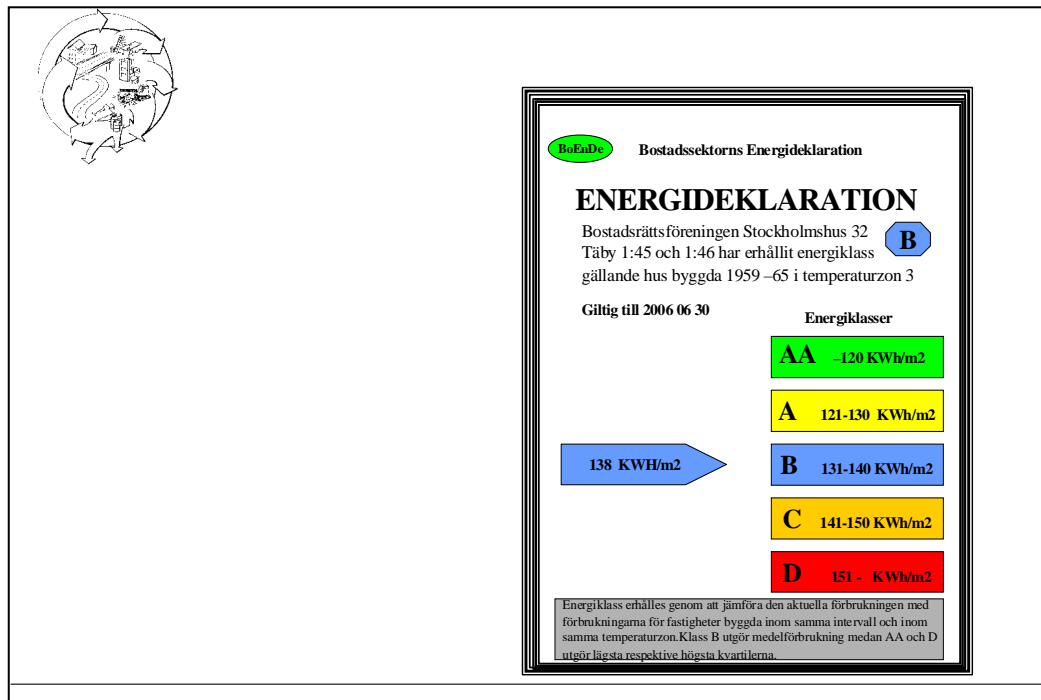 BoEnDe Bostadssektorns Energideklaration
ENERGIDEKLARATION
Bostadsrättsföreningen Stockholmshus 32
B
Täby 1:45 och 1:46 har erhållit energiklass
gällande hus byggda 1959 –65 i temperaturzon 3
Giltig till 2006 06 30
Energiklasser
AA –120 KWh/m2
A 121-130 KWh/m2
138 KWH/m2
B 131-140 KWh/m2
C 141-150 KWh/m2
D 151 - KWh/m2
Energiklass erhålles genom att jämföra den aktuella förbrukningen med
förbrukningarna för fastigheter byggda inom samma intervall och inom
samma temperaturzon.Klass B utgör medelförbrukning medan AA och D
utgör lägsta respektive högsta kvartilerna.